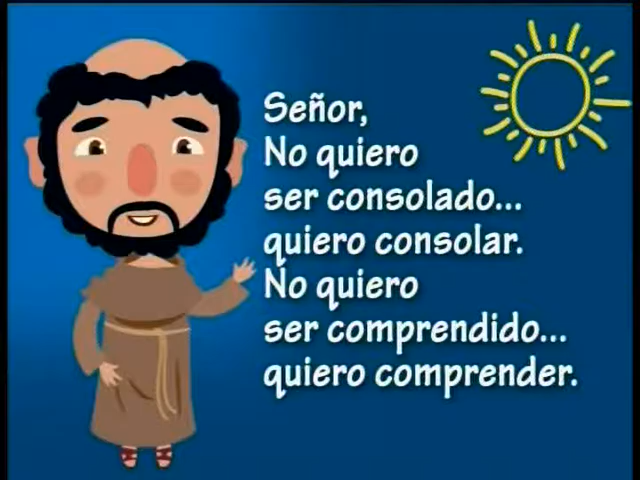 Señor,
No quiero
ser consolado...
quiero consolar.
No quiero
ser comprendido...
quiero comprender.